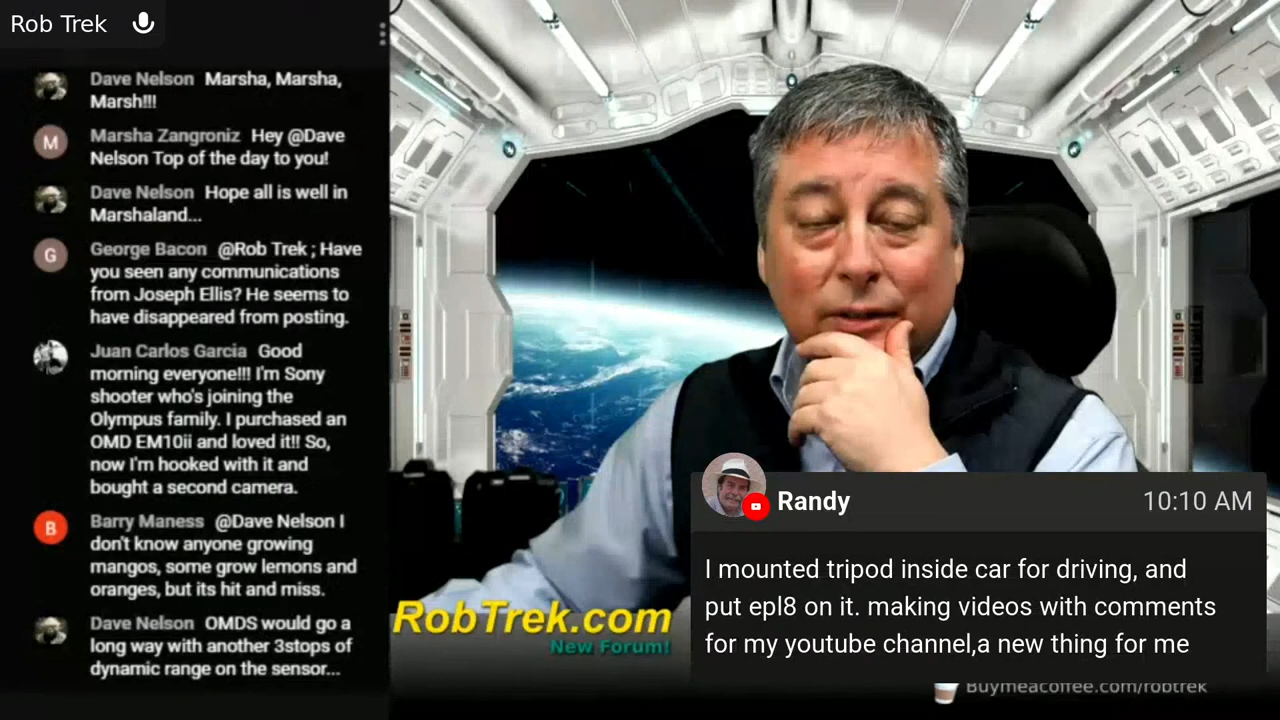 Rob Trek
Dave Nelson Marsha, Marsha,
Marsh!!!
M
Marsha Zangroniz Hey @Dave
Nelson Top of the day to you!
Dave Nelson Hope all is well in
Marshaland...
G
George Bacon @Rob Trek ; Have
you seen any communications
from Joseph Ellis? He seems to
have disappeared from posting.
Juan Carlos Garcia Good
morning everyone!!! I'm Sony
shooter who's joining the
Olympus family. I purchased an
OMD EM10ii and loved it!! So,
now I'm hooked with it and
bought a second camera.
B
Barry Maness @Dave Nelson I
don't know anyone growing
mangos, some grow lemons and
oranges, but its hit and miss.
Dave Nelson OMDS would go a
long way with another 3stops of
dynamic range on the sensor...
RobTrek.com
New Forum!
Randy 10:10 AM
I mounted tripod inside car for driving, and
put epl8 on it. making videos with comments
for my youtube channel,a new thing for me
Buymeacoffee.com/robtrek